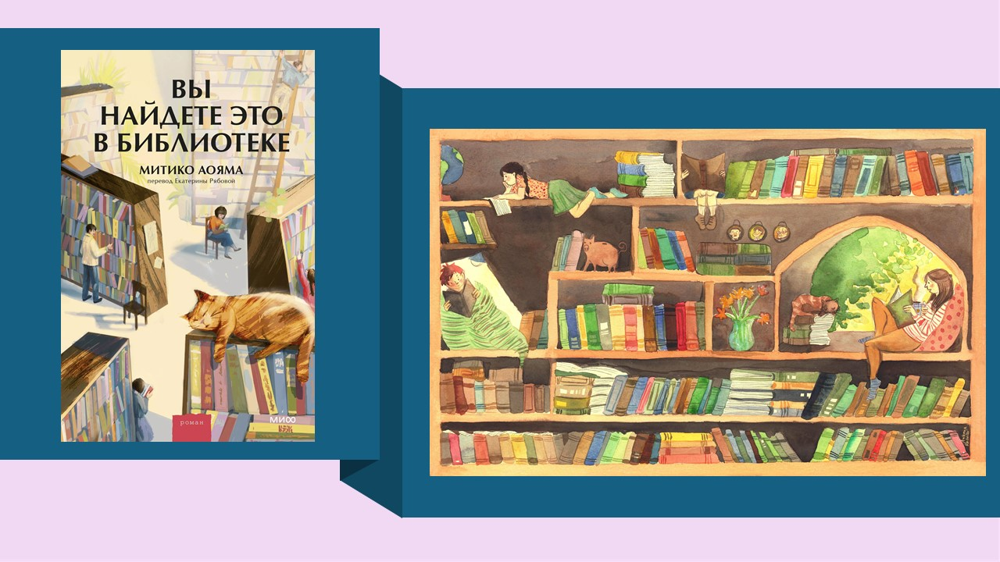 ВЫ
НАЙДЕТЕ ЭТО
В БИБЛИОТЕКЕ
МИТИКО АОЯМА
перевод Екатерины Рябовой
роман
МИФ